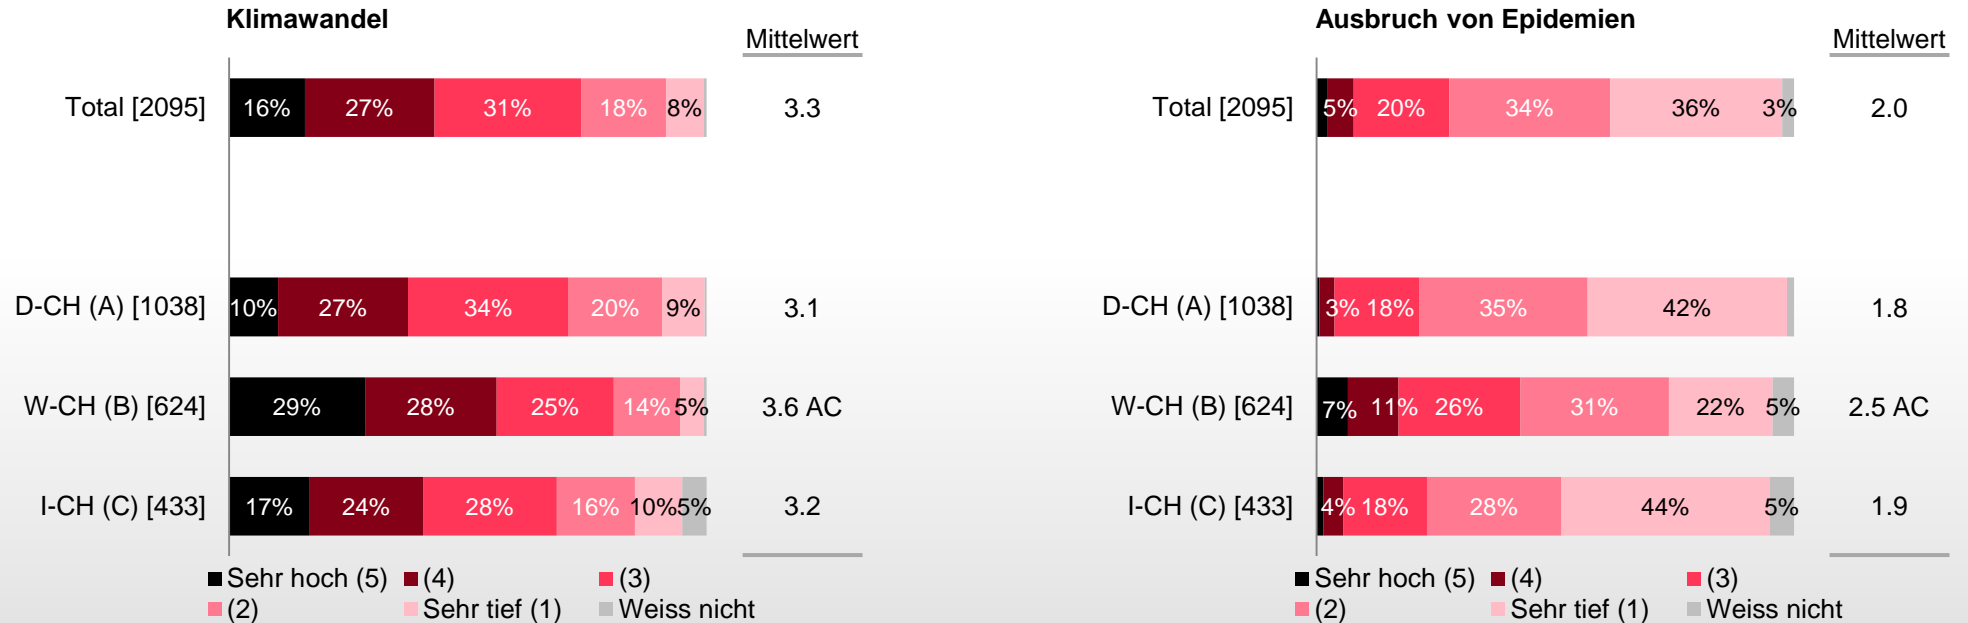 Klimawandel
Mittelwert
Total [2095] 16% 27% 31% 18% 8% 3.3
D-CH (A) [1038] 10% 27% 34% 20% 9% 3.1
W-CH (B) [624] 29% 28% 25% 14% 5% 3.6 AC
I-CH (C) [433] 17% 24% 28% 16% 10% 5% 3.2
Sehr hoch (5) (4) (3)
(2) Sehr tief (1) Weiss nicht
Ausbruch von Epidemien
Mittelwert
Total [2095] 5% 20% 34% 36% 3% 2.0
D-CH (A) [1038] 3% 18% 35% 42% 1.8
W-CH (B) [624] 7% 11% 26% 31% 22% 5% 2.5 AC
I-CH (C) [433] 4% 18% 28% 44% 5% 1.9
Sehr hoch (5) (4) (3)
(2) Sehr tief (1) Weiss nicht